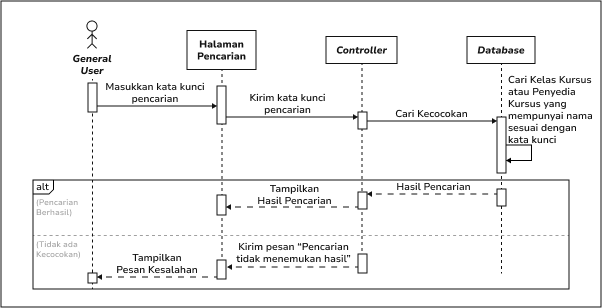 General
User
Halaman
Pencarian
Controller
Database
Masukkan kata kunci
pencarian
Kirim kata kunci
pencarian
Cari Kecocokan
Cari Kelas Kursus
atau Penyedia
Kursus yang
mempunyai nama
sesuai dengan
kata kunci
alt
(Pencarian
Berhasil)
Tampilkan
Hasil Pencarian
Hasil Pencarian
(Tidak ada
Kecocokan)
Tampilkan
Pesan Kesalahan
Kirim pesan “Pencarian
tidak menemukan hasil”